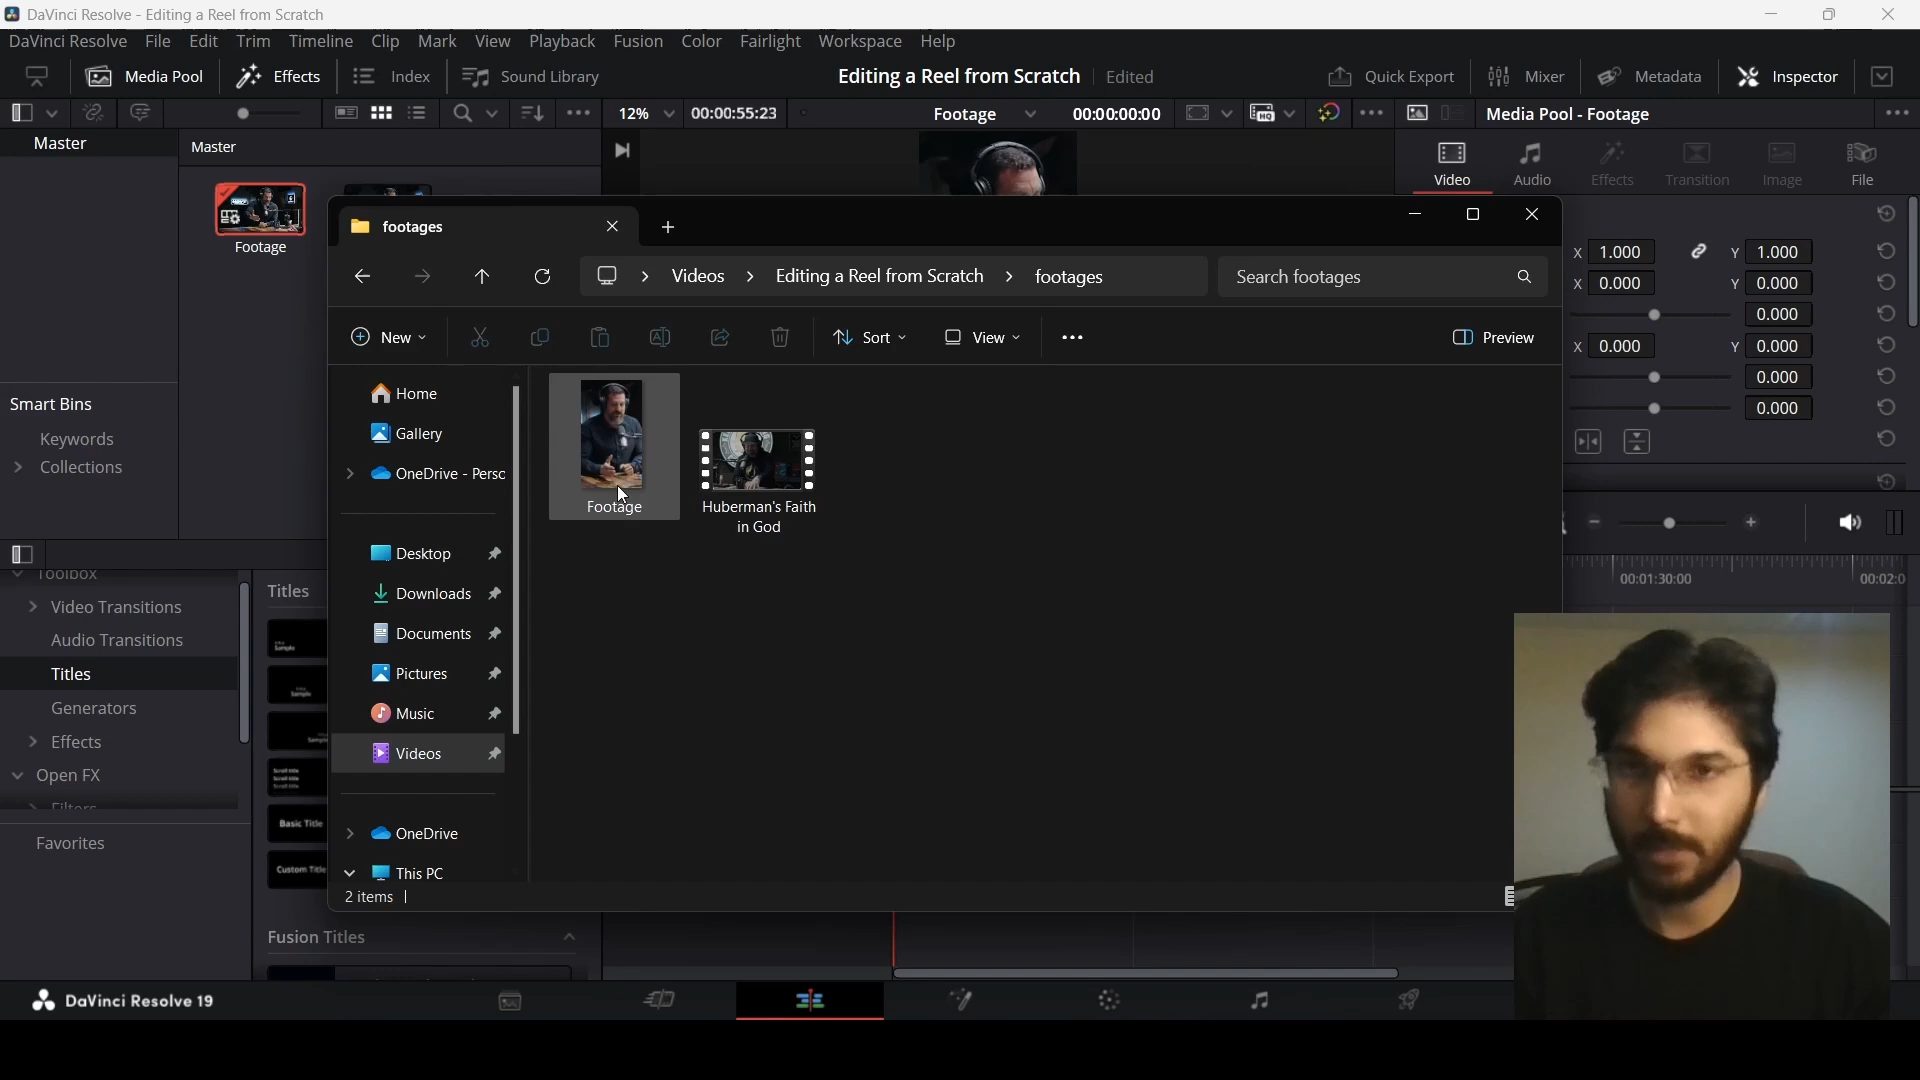 DaVinci Resolve - Editing a Reel from Scratch
DaVinci Resolve File Edit Trim Timeline Clip Mark View Playback Fusion Color Fairlight Workspace Help
Media Pool Effects Index Sound Library Editing a Reel from Scratch Edited Quick Export Mixer Metadata Inspector
12% 00:00:55:23 Footage 00:00:00:00 Media Pool - Footage
Master Master
Video Audio Effects Transition Image File
Footage
footages
X 1.000 Y 1.000
Videos Editing a Reel from Scratch footages Search footages
X 0.000 Y 0.000
0.000
New Sort View Preview
X 0.000 Y 0.000
0.000
0.000
Smart Bins
Keywords
Collections
Home
Gallery
OneDrive - Perso
Footage
Huberman's Faith
in God
Desktop
Downloads
Documents
Pictures
Music
Videos
OneDrive
This PC
2 items
00:01:30:00 00:02:0
Toolbox
Video Transitions
Audio Transitions
Titles
Generators
Effects
Open FX
Filters
Favorites
Titles
Basic Title
Custom Title
Fusion Titles
DaVinci Resolve 19